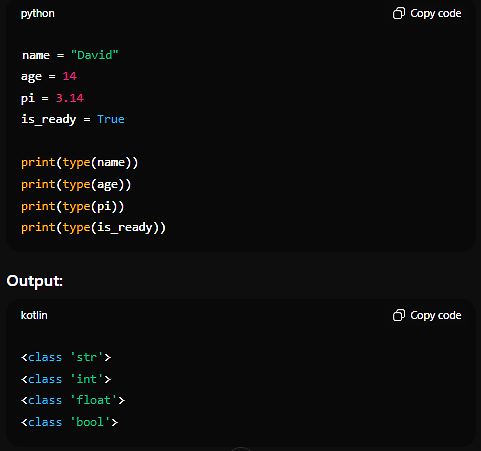 python
Copy code
name = "David"
age = 14
pi = 3.14
is_ready = True
print(type(name))
print(type(age))
print(type(pi))
print(type(is_ready))
Output:
kotlin
Copy code
<class 'str'>
<class 'int'>
<class 'float'>
<class 'bool'>